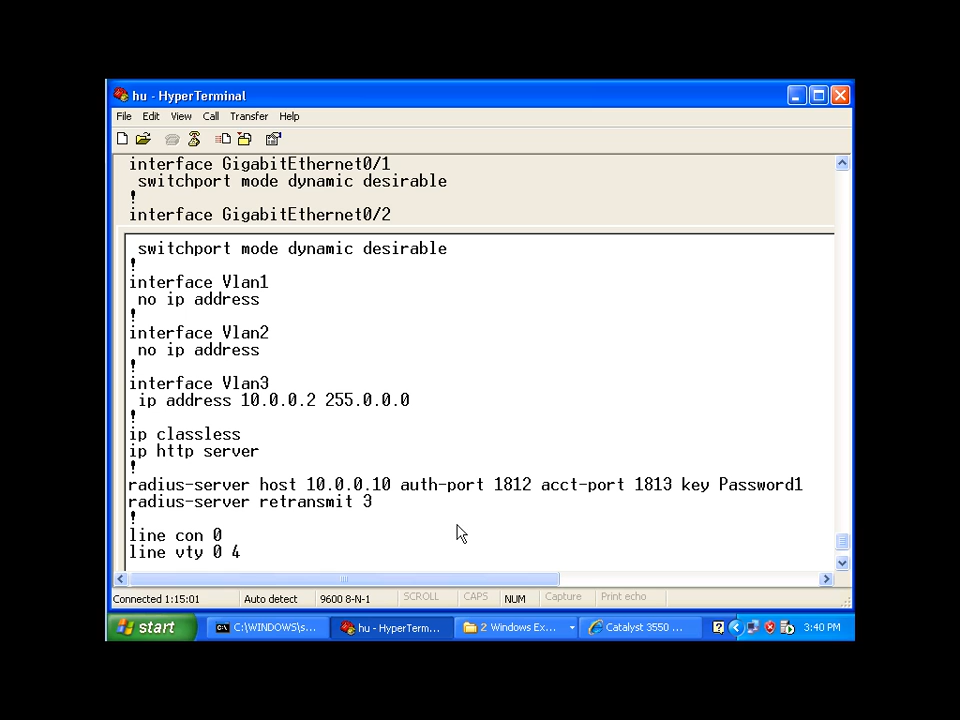 hu - HyperTerminal
File Edit View Call Transfer Help
interface GigabitEthernet0/1
switchport mode dynamic desirable
!
interface GigabitEthernet0/2
switchport mode dynamic desirable
!
interface Vlan1
no ip address
!
interface Vlan2
no ip address
!
interface Vlan3
ip address 10.0.0.2 255.0.0.0
!
ip classless
ip http server
!
radius-server host 10.0.0.10 auth-port 1812 acct-port 1813 key Password1
radius-server retransmit 3
!
line con 0
line vty 0 4
Connected 1:15:01 Auto detect 9600 8-N-1 SCROLL CAPS NUM Capture Print echo
start C:\WINDOWS\s... hu - HyperTerm... 2 Windows Ex... Catalyst 3550 ... 3:40 PM